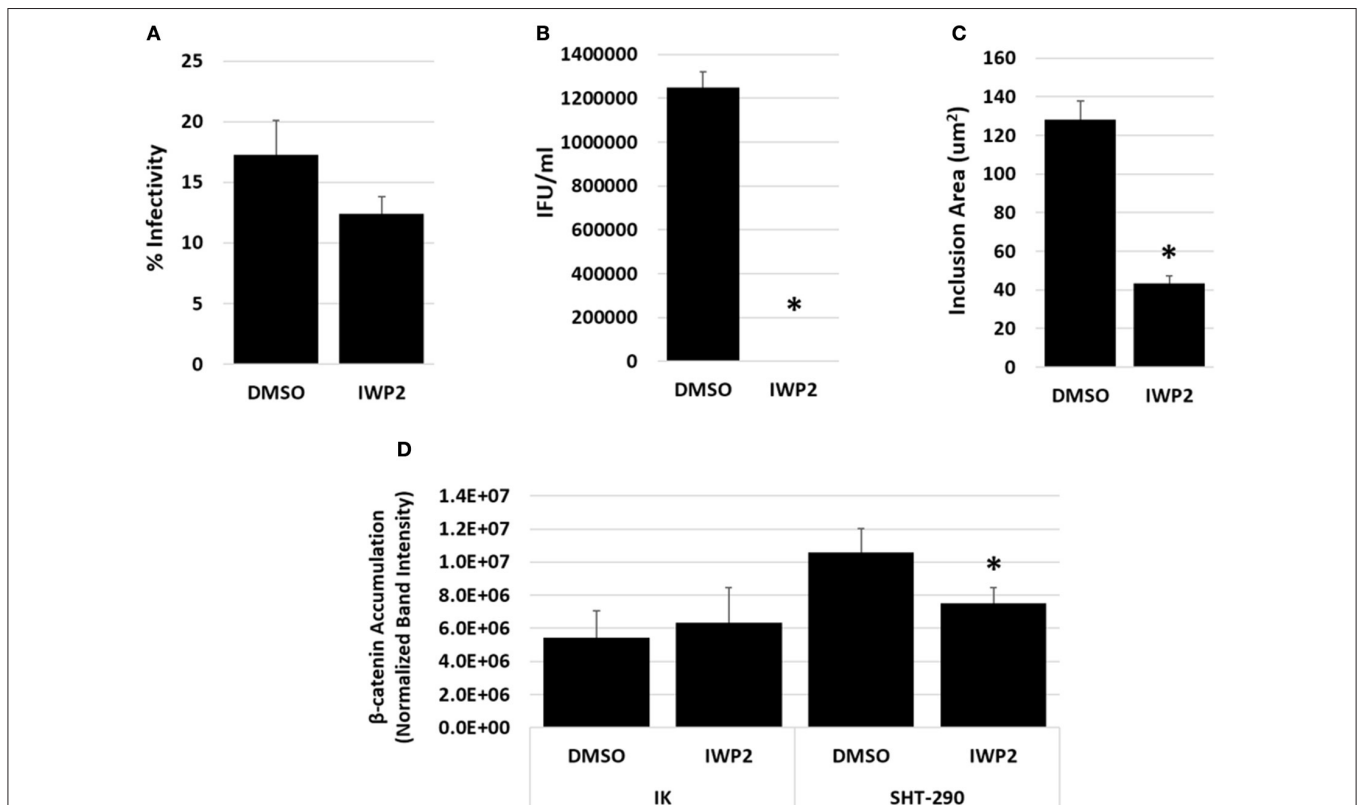 A
25
20
15
10
5
0
% Infectivity
DMSO IWP2
B
1400000
1200000
1000000
800000
600000
400000
200000
0
IFU/ml
*
DMSO IWP2
C
160
140
120
100
80
60
40
20
0
Inclusion Area (um²)
*
DMSO IWP2
D
1.4E+07
1.2E+07
1.0E+07
8.0E+06
6.0E+06
4.0E+06
2.0E+06
0.0E+00
β-catenin Accumulation
(Normalized Band Intensity)
*
DMSO IWP2 DMSO IWP2
IK SHT-290